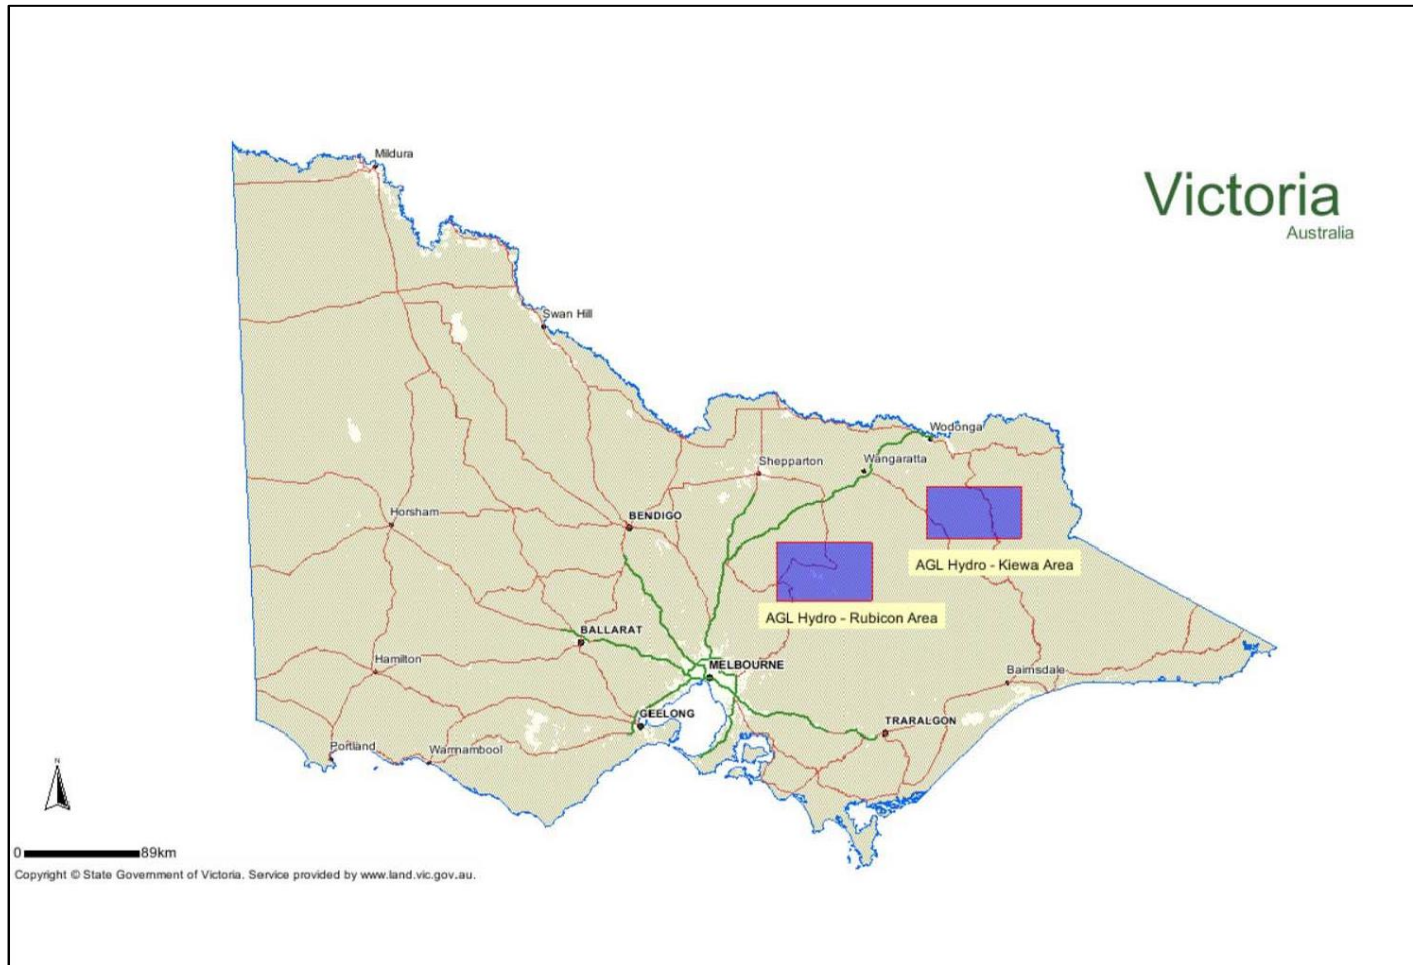 Mildura
Victoria
Australia
Swan Hill
Wodonga
Shepparton
Wangaratta
Horsham
BENDIGO
AGL Hydro - Kiewa Area
AGL Hydro - Rubicon Area
BALLARAT
Hamilton
MELBOURNE
Bairnsdale
GEELONG
TRARALGON
Portland
Warrnambool
N
0 89km
Copyright © State Government of Victoria. Service provided by www.land.vic.gov.au.